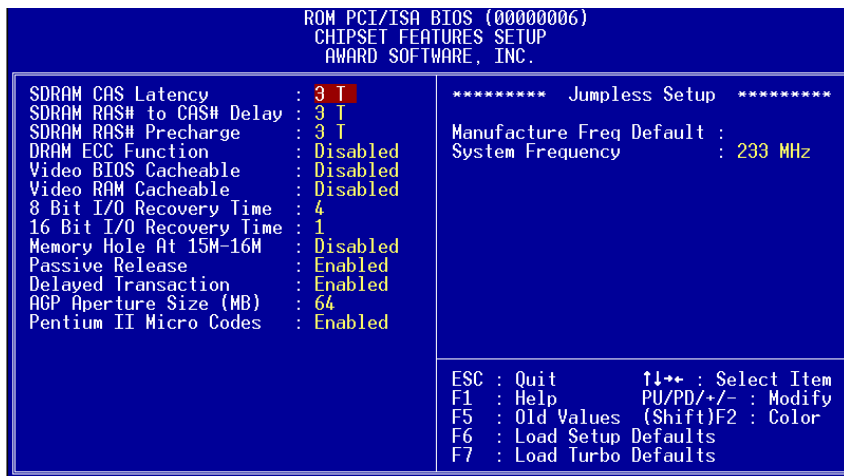 ROM PCI/ISA BIOS (00000006)
CHIPSET FEATURES SETUP
AWARD SOFTWARE, INC.
SDRAM CAS Latency : 3 T
SDRAM RAS# to CAS# Delay : 3 T
SDRAM RAS# Precharge : 3 T
DRAM ECC Function : Disabled
Video BIOS Cacheable : Disabled
Video RAM Cacheable : Disabled
8 Bit I/O Recovery Time : 4
16 Bit I/O Recovery Time : 1
Memory Hole At 15M-16M : Disabled
Passive Release : Enabled
Delayed Transaction : Enabled
AGP Aperture Size (MB) : 64
Pentium II Micro Codes : Enabled
********* Jumpless Setup *********
Manufacture Freq Default :
System Frequency : 233 MHz
ESC : Quit ↑↓→← : Select Item
F1 : Help PU/PD/+/- : Modify
F5 : Old Values (Shift)F2 : Color
F6 : Load Setup Defaults
F7 : Load Turbo Defaults